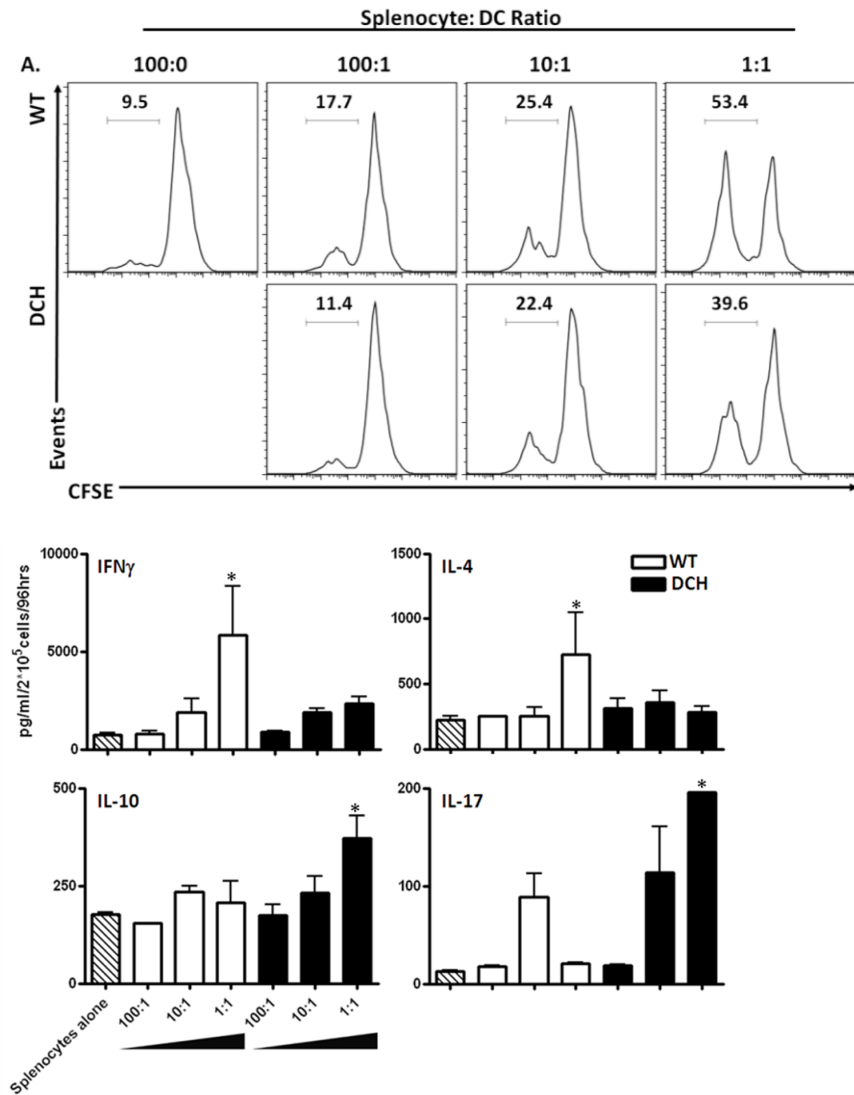 Splenocyte: DC Ratio
A. 100:0 100:1 10:1 1:1
WT
9.5 17.7 25.4 53.4
DCH
11.4 22.4 39.6
Events
CFSE
pg/ml/2*10⁵cells/96hrs
10000
5000
0
IFNγ
*
1500
1000
500
0
IL-4
*
WT
DCH
500
250
0
IL-10
*
200
100
0
IL-17
*
Splenocytes alone 100:1 10:1 1:1 100:1 10:1 1:1